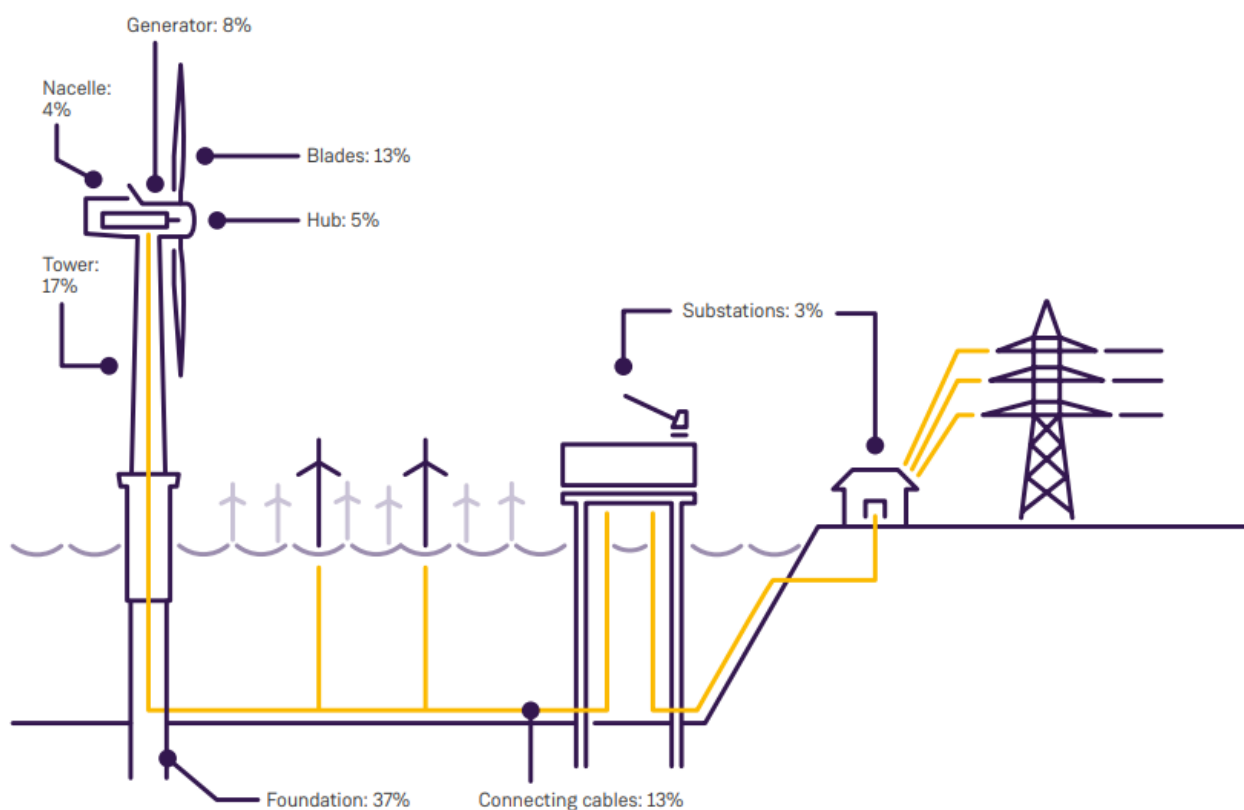 Generator: 8%
Nacelle:
4%
Blades: 13%
Hub: 5%
Tower:
17%
Substations: 3%
Foundation: 37%
Connecting cables: 13%